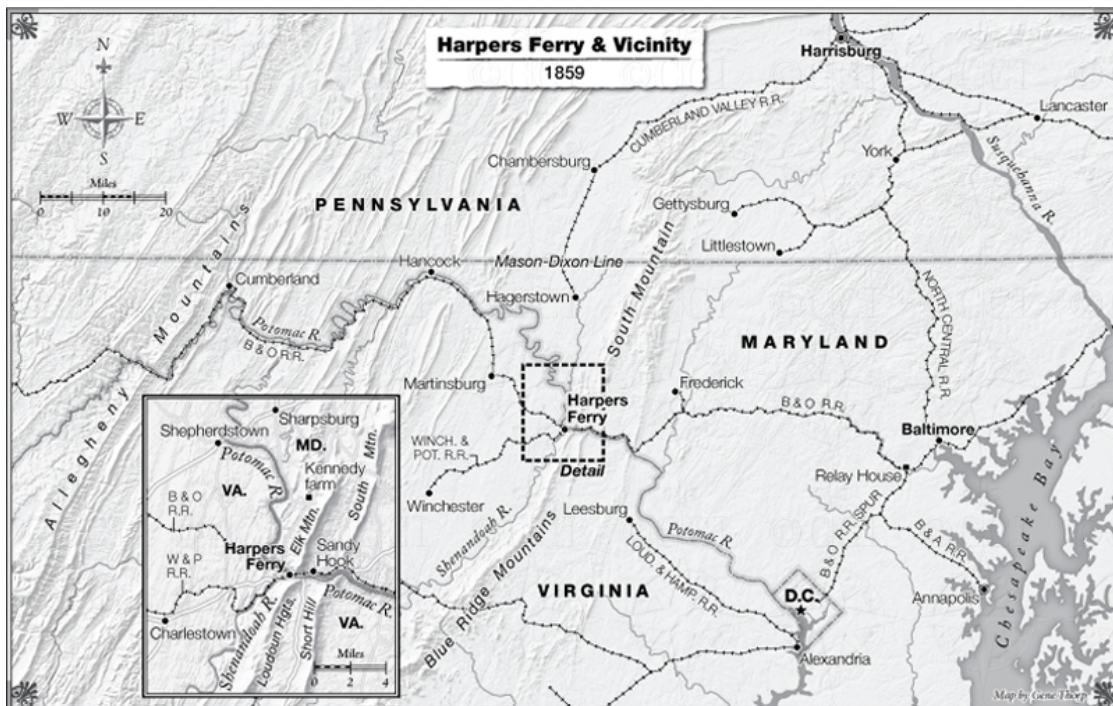 Harpers Ferry & Vicinity
1859
N
W
E
S
Miles
0 10 20
Harrisburg
Lancaster
CUMBERLAND VALLEY R.R.
York
Susquehanna R.
Chambersburg
PENNSYLVANIA
Gettysburg
Littlestown
Mason-Dixon Line
Hancock
Cumberland
Hagerstown
South Mountain
Allegheny Mountains
Potomac R.
B & O R.R.
NORTH CENTRAL R.R.
MARYLAND
Martinsburg
Frederick
Harpers
Ferry
B & O R.R.
Baltimore
WINCH. &
POT. R.R.
Detail
Relay House
Winchester
Leesburg
Shenandoah R.
Potomac R.
B & O R.R. SPUR
B & A R.R.
Blue Ridge Mountains
VIRGINIA
LOUD. & HAMP. R.R.
D.C.
Annapolis
Chesapeake Bay
Alexandria
Map by Gene Thorp
Sharpsburg
Shepherdstown
MD.
South Mtn.
Potomac R.
Kennedy
farm
VA.
B & O
R.R.
Elk Mtn.
Harpers
Ferry
Sandy
Hook
W & P
R.R.
Potomac R.
Charlestown
Shenandoah R.
Loudoun Hgts.
Short Hill
VA.
Miles
0 2 4